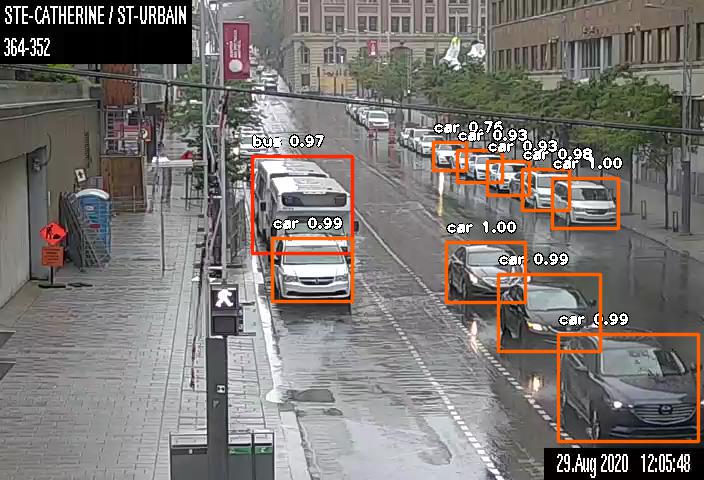 STE-CATHERINE / ST-URBAIN
364-352
bus 0.97
car 0.76
car 0.93
car 0.93
car 0.98
car 1.00
car 0.99
car 1.00
car 0.99
car 0.99
29.Aug 2020 12:05:48